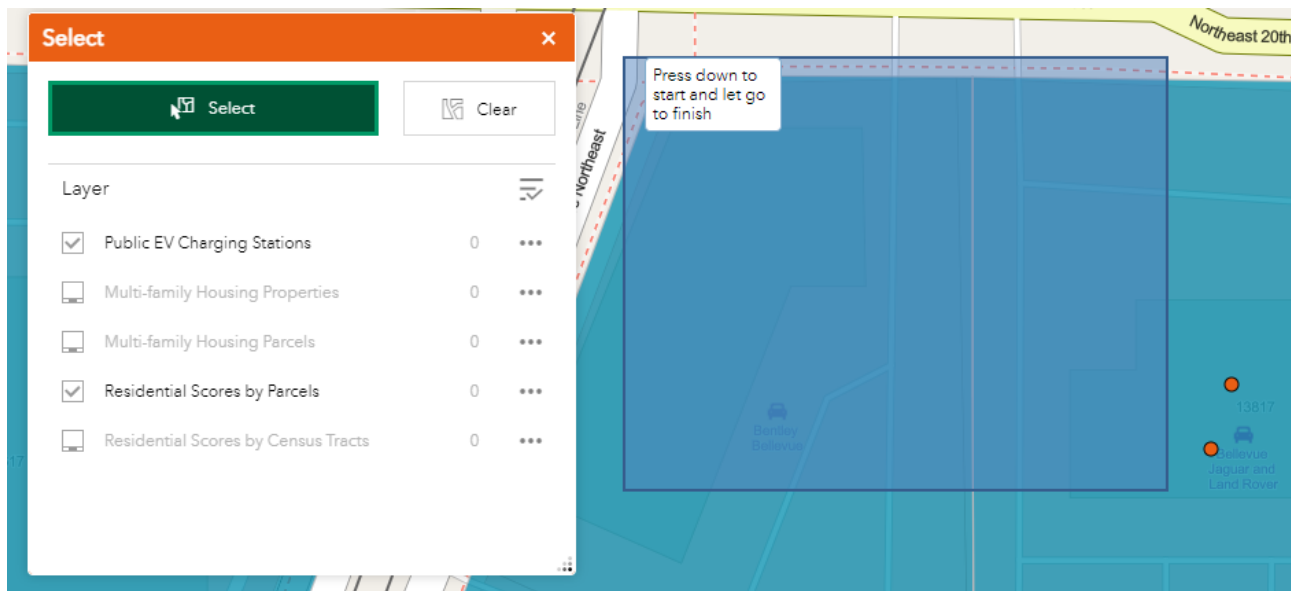 Select
×
Select
Clear
Layer
Public EV Charging Stations 0
Multi-family Housing Properties 0
Multi-family Housing Parcels 0
Residential Scores by Parcels 0
Residential Scores by Census Tracts 0
Press down to
start and let go
to finish
Northeast 20th
Northeast
Line
Bentley
Bellevue
13817
Bellevue
Jaguar and
Land Rover
17